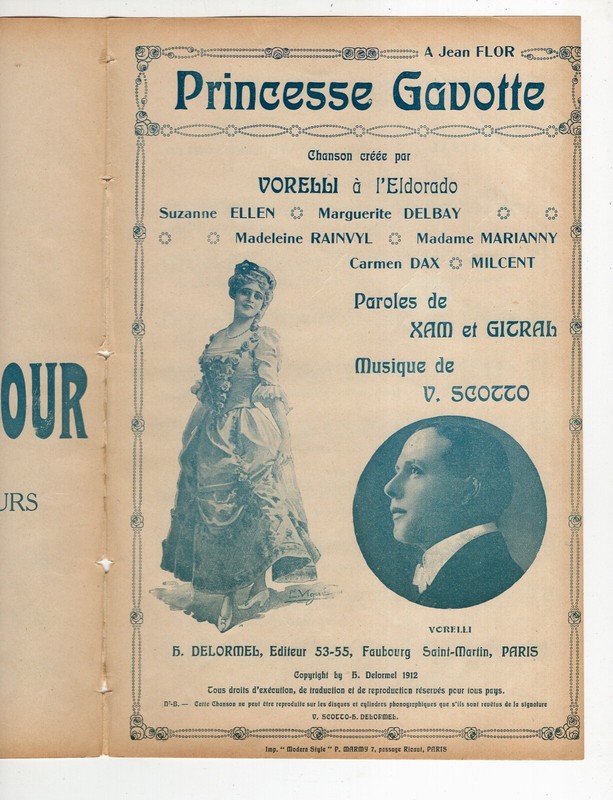 OUR
URS
A Jean FLOR
Princesse Gavotte
Chanson créée par
VORELLI à l'Eldorado
Suzanne ELLEN Marguerite DELBAY
Madeleine RAINVYL Madame MARIANNY
Carmen DAX MILCENT
Paroles de
XAM et GITRAL
Musique de
V. SCOTTO
VORELLI
H. DELORMEL, Editeur 53-55, Faubourg Saint-Martin, PARIS
Copyright by H. Delormel 1912
Tous droits d'exécution, de traduction et de reproduction réservés pour tous pays.
Nª-B. — Cette Chanson ne peut être reproduite sur les disques et cylindres phonographiques que s'ils sont revêtus de la signature
V. SCOTTO-H. DELORMEL.
Imp. "Modern Style" P. MARMY 7, passage Ricaut, PARIS